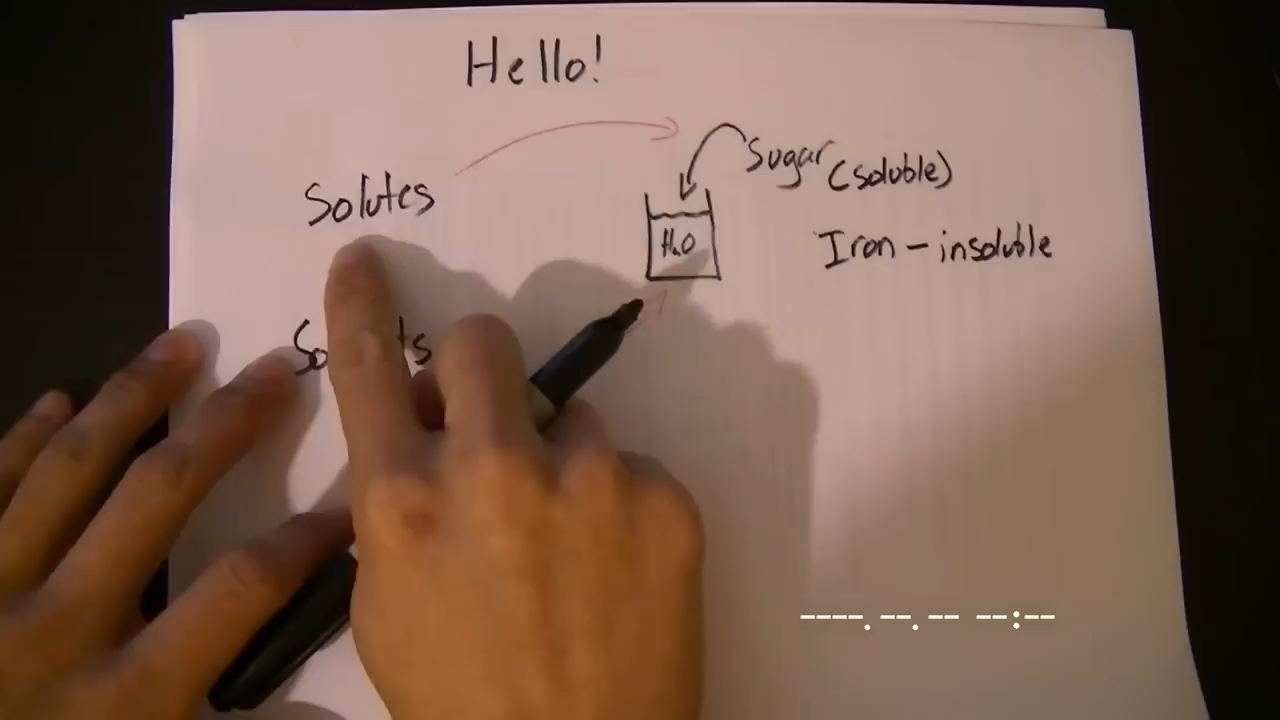 Hello!
Solutes
Sugar (soluble)
H₂O
Iron - insoluble
----.--.-- --:--